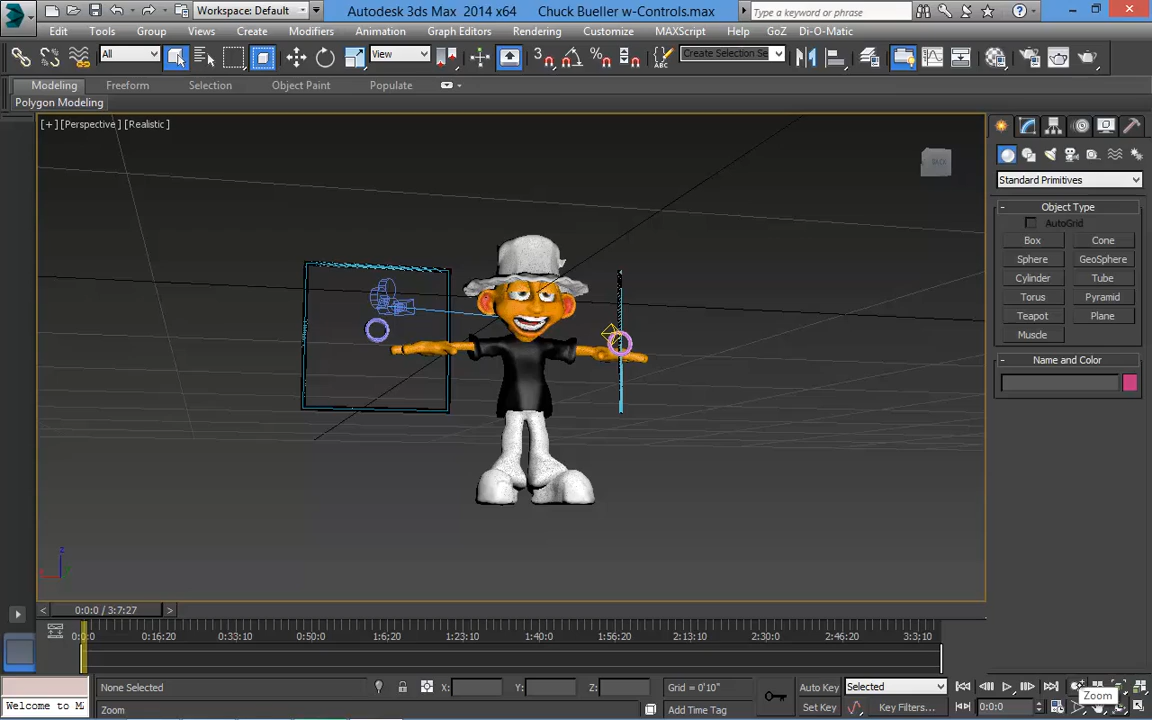 Workspace: Default
Autodesk 3ds Max 2014 x64 Chuck Bueller w-Controls.max
Type a keyword or phrase
Edit Tools Group Views Create Modifiers Animation Graph Editors Rendering Customize MAXScript Help GoZ Di-O-Matic
All View Create Selection Se
Modeling Freeform Selection Object Paint Populate
Polygon Modeling
[+] [Perspective] [Realistic]
BACK
Standard Primitives
- Object Type
AutoGrid
Box Cone
Sphere GeoSphere
Cylinder Tube
Torus Pyramid
Teapot Plane
Muscle
- Name and Color
z
< 0:0:0 / 3:7:27 >
0:0:0 0:16:20 0:33:10 0:50:0 1:6:20 1:23:10 1:40:0 1:56:20 2:13:10 2:30:0 2:46:20 3:3:10
None Selected X: Y: Z: Grid = 0'10" Auto Key Selected
Zoom
Welcome to M Zoom Add Time Tag Set Key Key Filters... 0:0:0